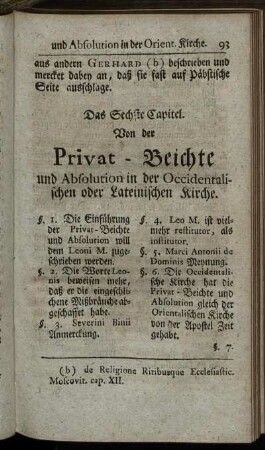 und Absolution in der Orient. Kirche. 93
aus andern GERHARD (b) beschrieben und
mercket dabey an, daß sie fast auf Päbstische
Seite ausschlage.
Das Sechste Capitel.
Von der
Privat - Beichte
und Absolution in der Occidentali-
schen oder Lateinischen Kirche.
§. 1. Die Einführung
der Privat-Beichte
und Absolution will
dem Leoni M. zuge-
schrieben werden.
§. 2. Die Worte Leo-
nis beweisen mehr,
daß er die eingeschli-
chene Mißbräuche ab-
geschaffet habe.
§. 3. Severini Binii
Anmerckung.
§. 4. Leo M. ist viel-
mehr restitutor, als
institutor.
§. 5. Marci Antonii de
Dominis Meynung.
§. 6. Die Occidentali-
sche Kirche hat die
Privat-Beichte und
Absolution gleich der
Orientalischen Kirche
von der Apostel Zeit
gehabt.
§. 7.
(b) de Religione Ritibusque Ecclesiastic.
Moscovit. cap. XII.